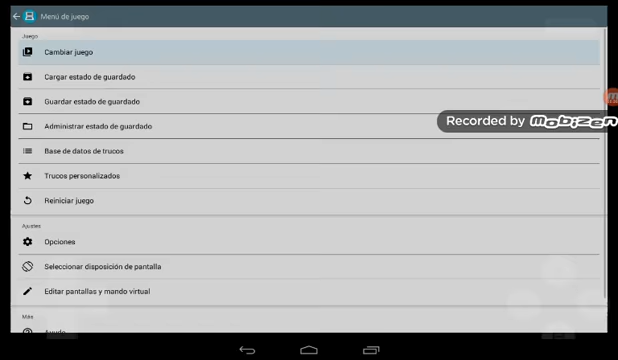 Menú de juego
Juego
Cambiar juego
Cargar estado de guardado
Guardar estado de guardado
Administrar estado de guardado
Recorded by Mobizen
Base de datos de trucos
Trucos personalizados
Reiniciar juego
Ajustes
Opciones
Seleccionar disposición de pantalla
Editar pantallas y mando virtual
Más
Ayuda